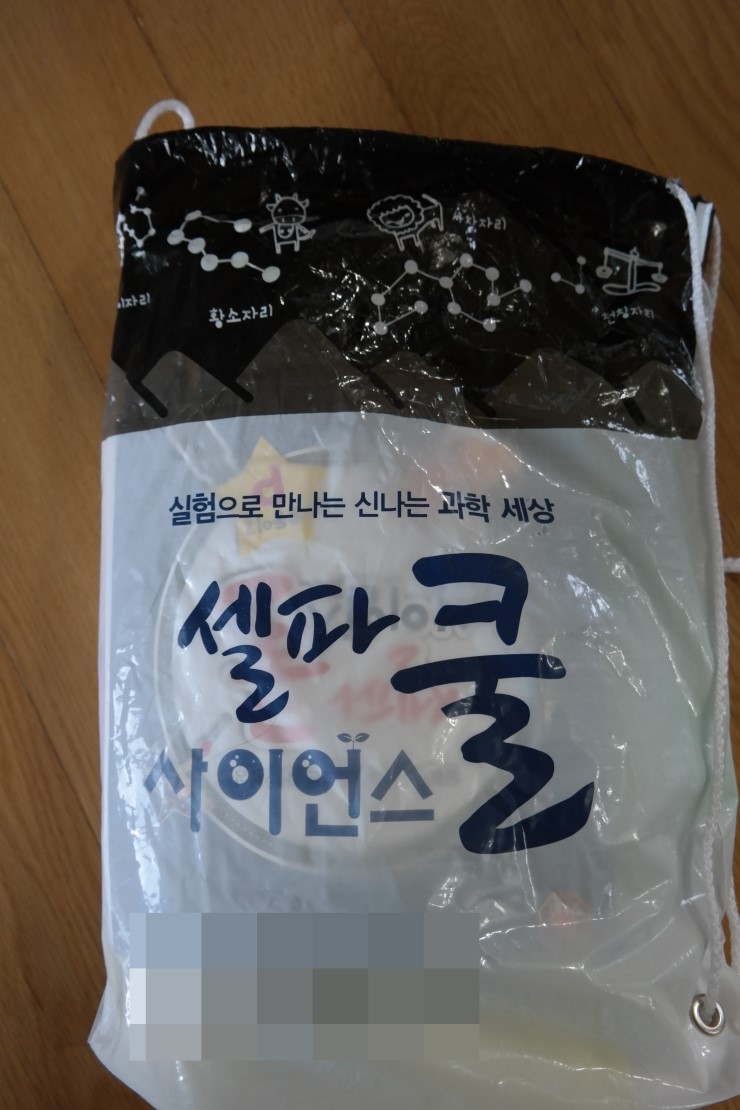 사자자리
황소자리
천칭자리
실험으로 만나는 신나는 과학 세상
셀파쿨
사이언스